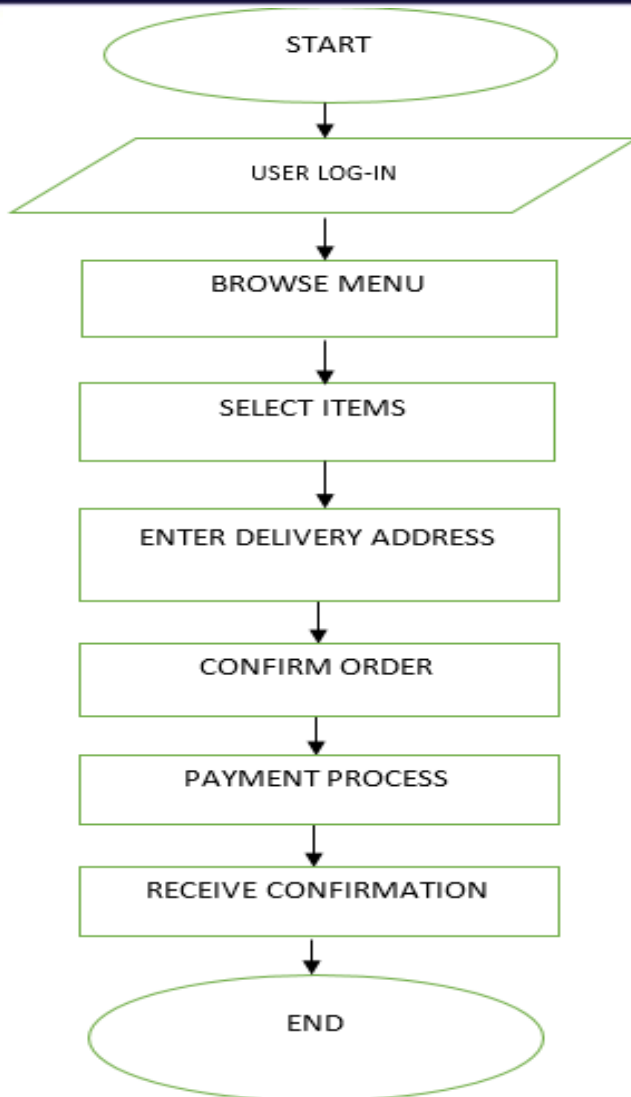 START
USER LOG-IN
BROWSE MENU
SELECT ITEMS
ENTER DELIVERY ADDRESS
CONFIRM ORDER
PAYMENT PROCESS
RECEIVE CONFIRMATION
END